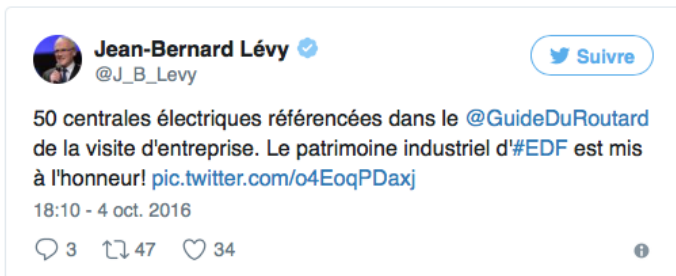 Jean-Bernard Lévy
@J_B_Levy
Suivre
50 centrales électriques référencées dans le @GuideDuRoutard
de la visite d'entreprise. Le patrimoine industriel d'#EDF est mis
à l'honneur! pic.twitter.com/o4EoqPDaxj
18:10 - 4 oct. 2016
3 47 34